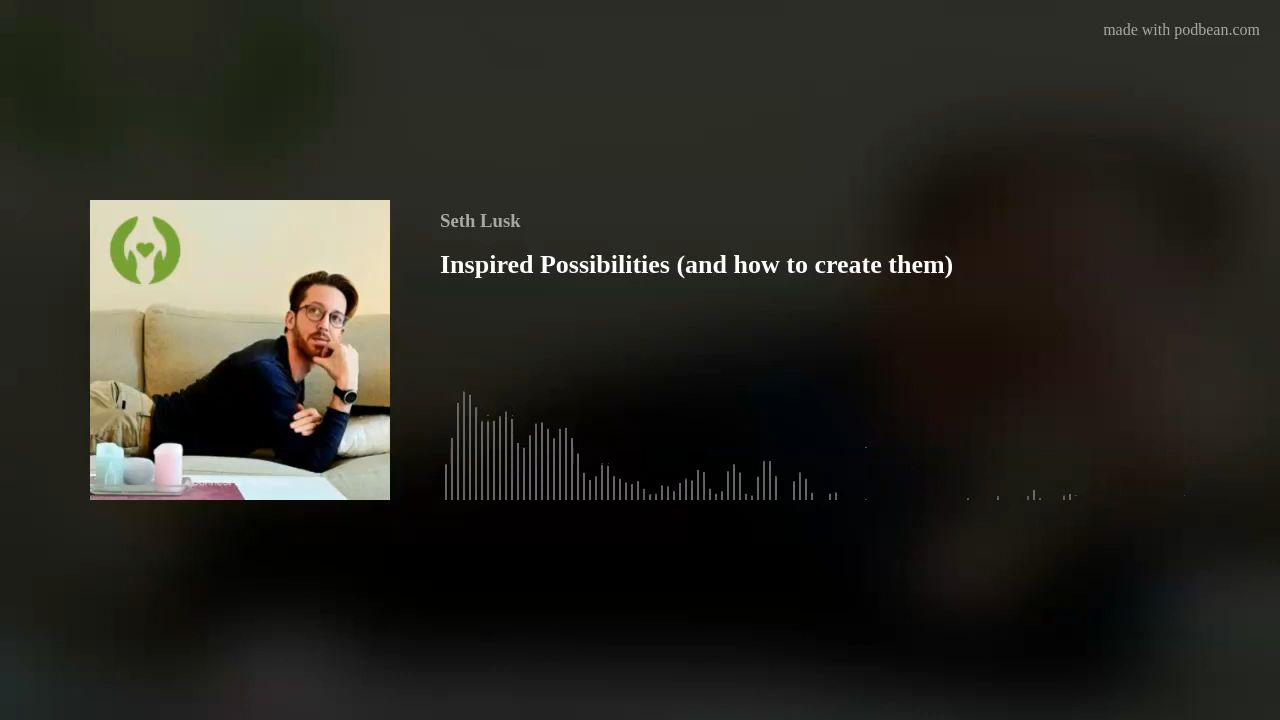 made with podbean.com
Seth Lusk
Inspired Possibilities (and how to create them)